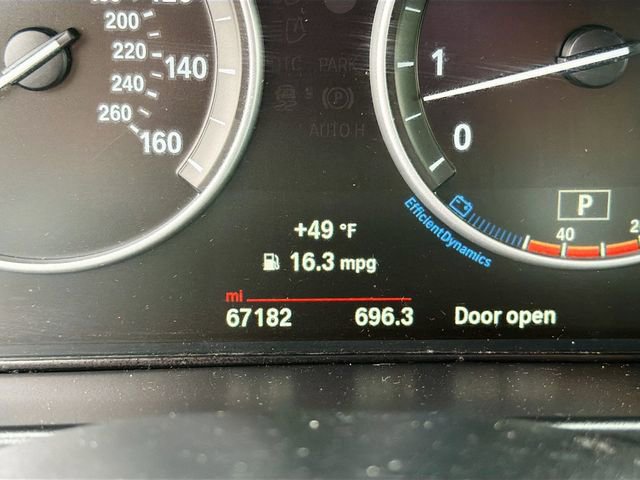 200
220
240
260
140
160
DTC PARK
P
AUTO H
1
0
P
EfficientDynamics
40
+49 °F
16.3 mpg
mi
67182 696.3 Door open